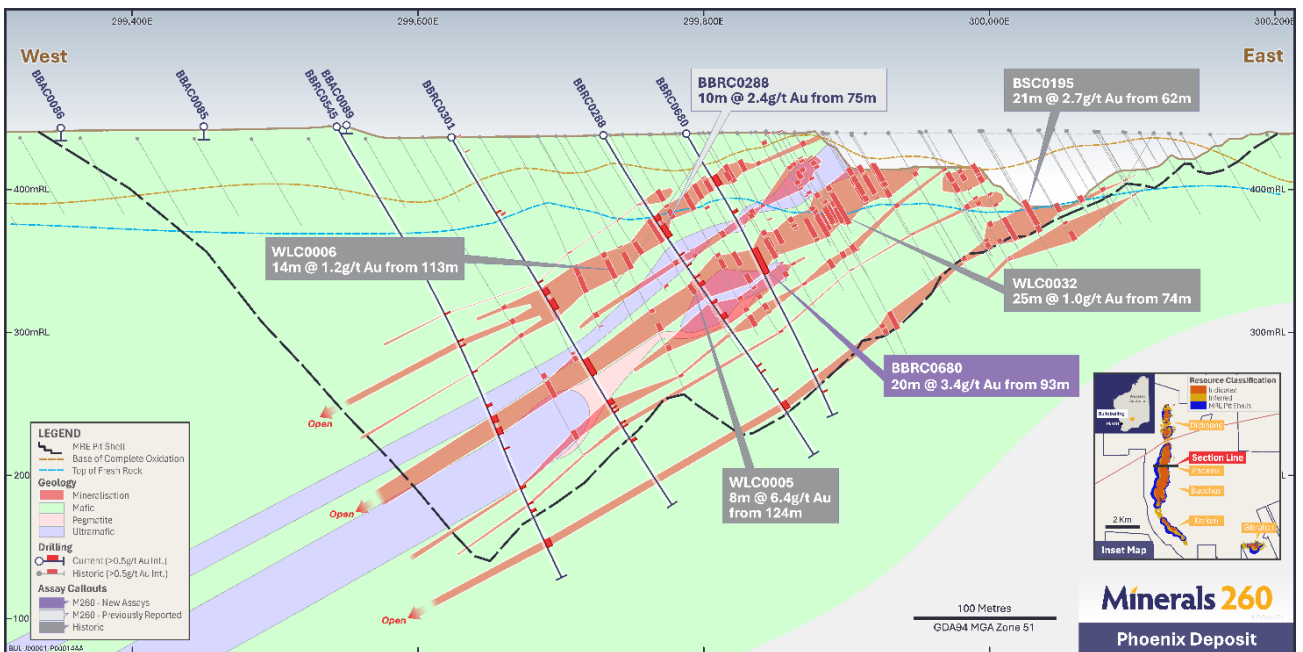 299,400E
299,600E
299,800E
300,000E
300,200E
West
East
BBAC0086
BBAC0085
BBRC0545
BBAC0089
BBRC0301
BBRC0288
BBRC0680
BBRC0288
10m @ 2.4g/t Au from 75m
BSC0195
21m @ 2.7g/t Au from 62m
400mRL
400mRL
WLC0006
14m @ 1.2g/t Au from 113m
WLC0032
25m @ 1.0g/t Au from 74m
300mRL
300mRL
BBRC0680
20m @ 3.4g/t Au from 93m
WLC0005
8m @ 6.4g/t Au
from 124m
Open
Open
Open
200
100
LEGEND
MRE Pit Shell
Base of Complete Oxidation
Top of Fresh Rock
Geology
Mineralisation
Mafic
Pegmatite
Ultramafic
Drilling
Current (>0.5g/t Au Int.)
Historic (>0.5g/t Au Int.)
Assay Callouts
M260 - New Assays
M260 - Previously Reported
Historic
Resource Classification
Indicated
Inferred
MRE Pit Shells
Dicksons
Section Line
Phoenix
Bacchus
Kraken
Gibraltar
2 Km
Inset Map
100 Metres
GDA94 MGA Zone 51
Minerals 260
Phoenix Deposit